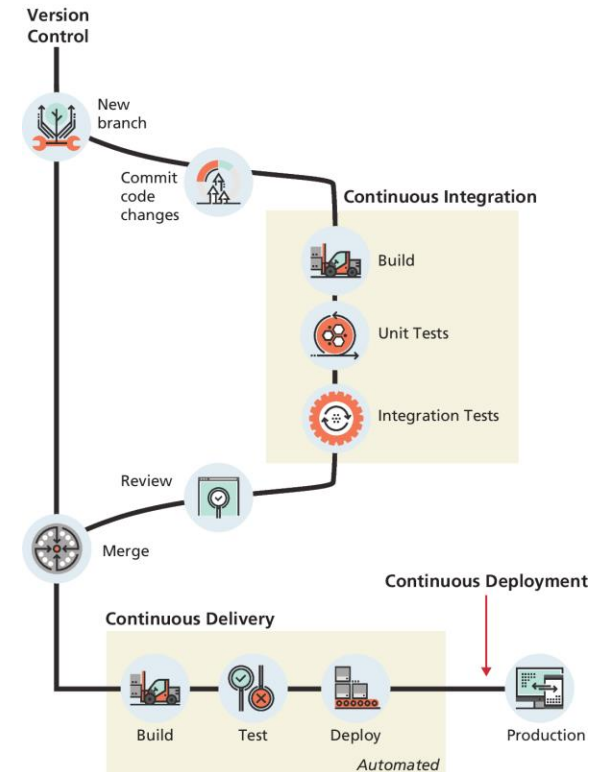 Version
Control
New
branch
Commit
code
changes
Continuous Integration
Build
Unit Tests
Integration Tests
Review
Merge
Continuous Deployment
Continuous Delivery
Build
Test
Deploy
Production
Automated